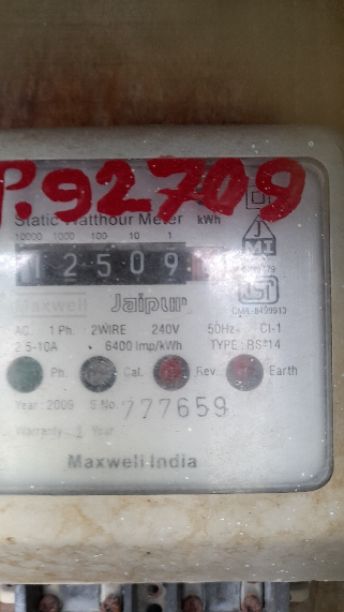 P.92709
Static Watthour Meter kWh
10000 1000 100 10 1
12509
Maxwell Jaipur
AC. 1 Ph. 2WIRE 240V 50Hz CI-1
2.5-10A 6400 Imp/kWh TYPE: BS-14
Ph. Cal. Rev. Earth
Year: 2009 S.No. 777659
Warranty 1 Year
Maxwell India